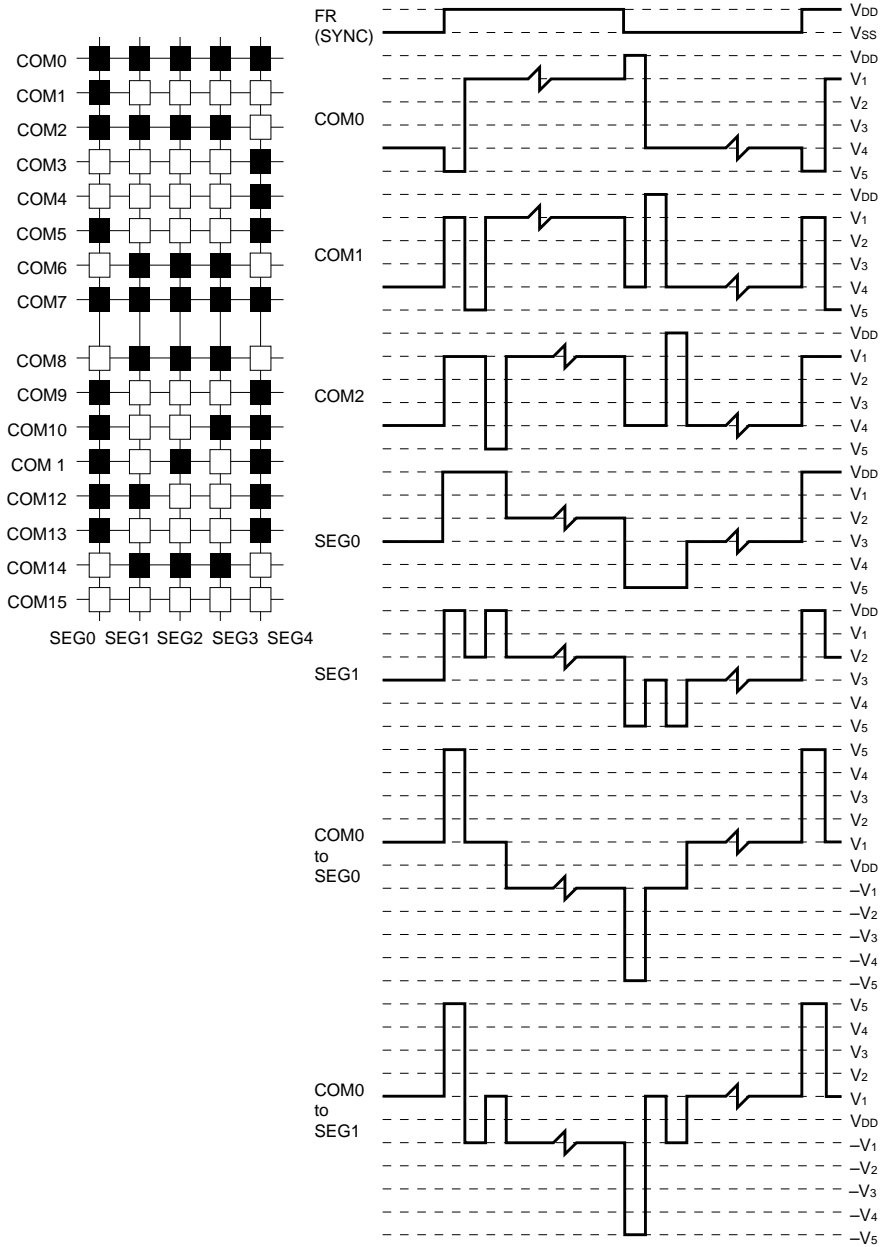 COM0
COM1
COM2
COM3
COM4
COM5
COM6
COM7
COM8
COM9
COM10
COM 1
COM12
COM13
COM14
COM15
SEG0 SEG1 SEG2 SEG3 SEG4
FR
(SYNC)
VDD
VSS
COM0
VDD
V1
V2
V3
V4
V5
COM1
VDD
V1
V2
V3
V4
V5
COM2
VDD
V1
V2
V3
V4
V5
SEG0
VDD
V1
V2
V3
V4
V5
SEG1
VDD
V1
V2
V3
V4
V5
COM0
to
SEG0
V5
V4
V3
V2
V1
VDD
–V1
–V2
–V3
–V4
–V5
COM0
to
SEG1
V5
V4
V3
V2
V1
VDD
–V1
–V2
–V3
–V4
–V5